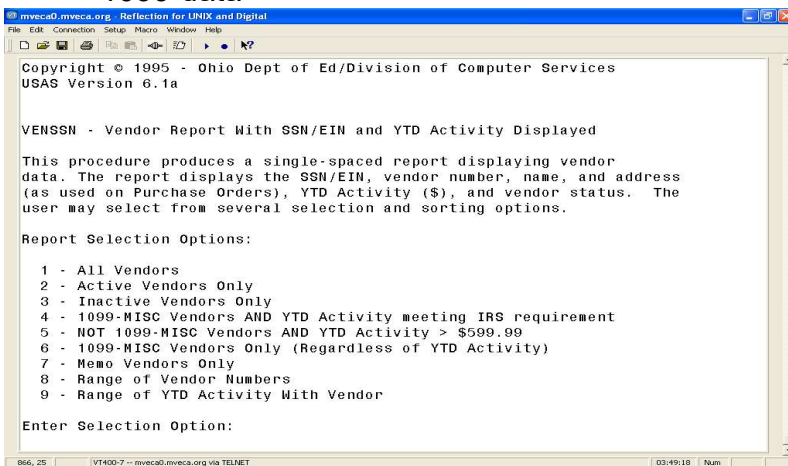 mveca0.mveca.org - Reflection for UNIX and Digital
File Edit Connection Setup Macro Window Help
Copyright © 1995 - Ohio Dept of Ed/Division of Computer Services
USAS Version 6.1a
VENSSN - Vendor Report With SSN/EIN and YTD Activity Displayed
This procedure produces a single-spaced report displaying vendor
data. The report displays the SSN/EIN, vendor number, name, and address
(as used on Purchase Orders), YTD Activity ($), and vendor status. The
user may select from several selection and sorting options.
Report Selection Options:
1 - All Vendors
2 - Active Vendors Only
3 - Inactive Vendors Only
4 - 1099-MISC Vendors AND YTD Activity meeting IRS requirement
5 - NOT 1099-MISC Vendors AND YTD Activity > $599.99
6 - 1099-MISC Vendors Only (Regardless of YTD Activity)
7 - Memo Vendors Only
8 - Range of Vendor Numbers
9 - Range of YTD Activity With Vendor
Enter Selection Option:
866, 25 VT400-7 -- mveca0.mveca.org via TELNET 03:49:18 Num